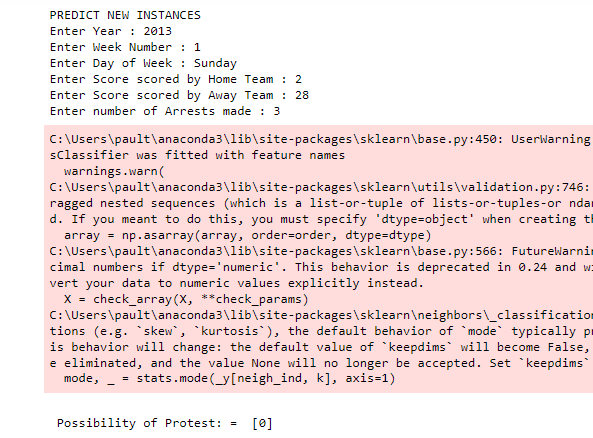 PREDICT NEW INSTANCES
Enter Year : 2013
Enter Week Number : 1
Enter Day of Week : Sunday
Enter Score scored by Home Team : 2
Enter Score scored by Away Team : 28
Enter number of Arrests made : 3
C:\Users\pault\anaconda3\lib\site-packages\sklearn\base.py:450: UserWarning
sClassifier was fitted with feature names
warnings.warn(
C:\Users\pault\anaconda3\lib\site-packages\sklearn\utils\validation.py:746:
ragged nested sequences (which is a list-or-tuple of lists-or-tuples-or nda
d. If you meant to do this, you must specify 'dtype=object' when creating th
array = np.asarray(array, order=order, dtype=dtype)
C:\Users\pault\anaconda3\lib\site-packages\sklearn\base.py:566: FutureWarni
cimal numbers if dtype='numeric'. This behavior is deprecated in 0.24 and wi
vert your data to numeric values explicitly instead.
X = check_array(X, **check_params)
C:\Users\pault\anaconda3\lib\site-packages\sklearn\neighbors\_classification
tions (e.g. `skew`, `kurtosis`), the default behavior of `mode` typically pr
is behavior will change: the default value of `keepdims` will become False,
e eliminated, and the value None will no longer be accepted. Set `keepdims`
mode, _ = stats.mode(_y[neigh_ind, k], axis=1)
Possibility of Protest: =  [0]